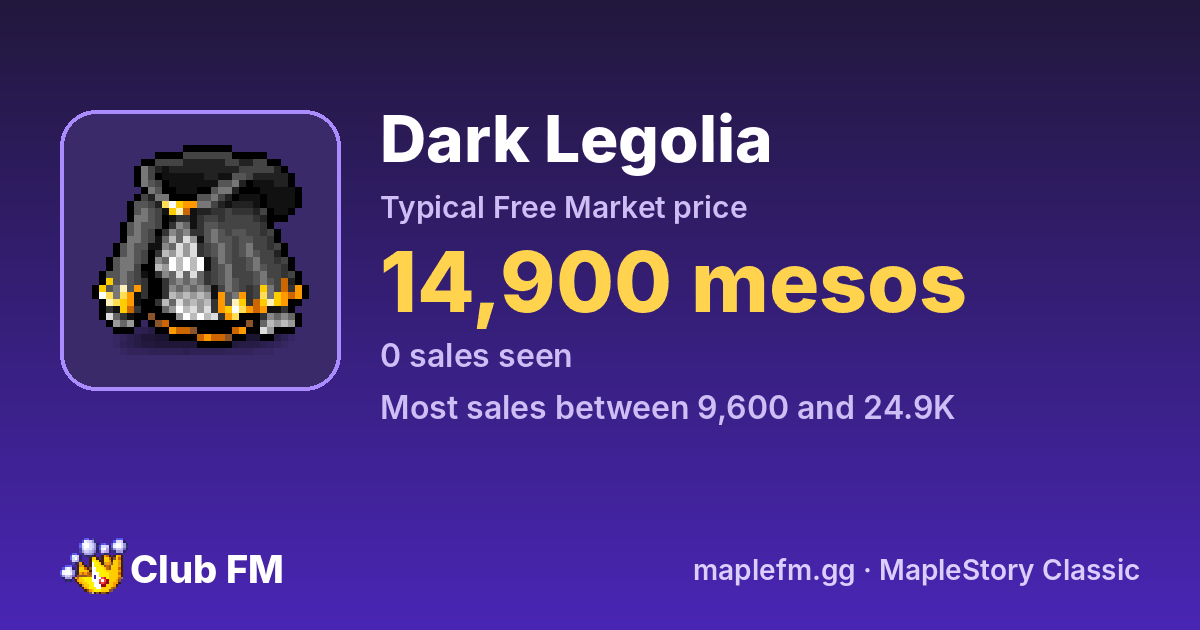 Dark Legolia
Typical Free Market price
14,900 mesos
0 sales seen
Most sales between 9,600 and 24.9K
Club FM
maplefm.gg · MapleStory Classic